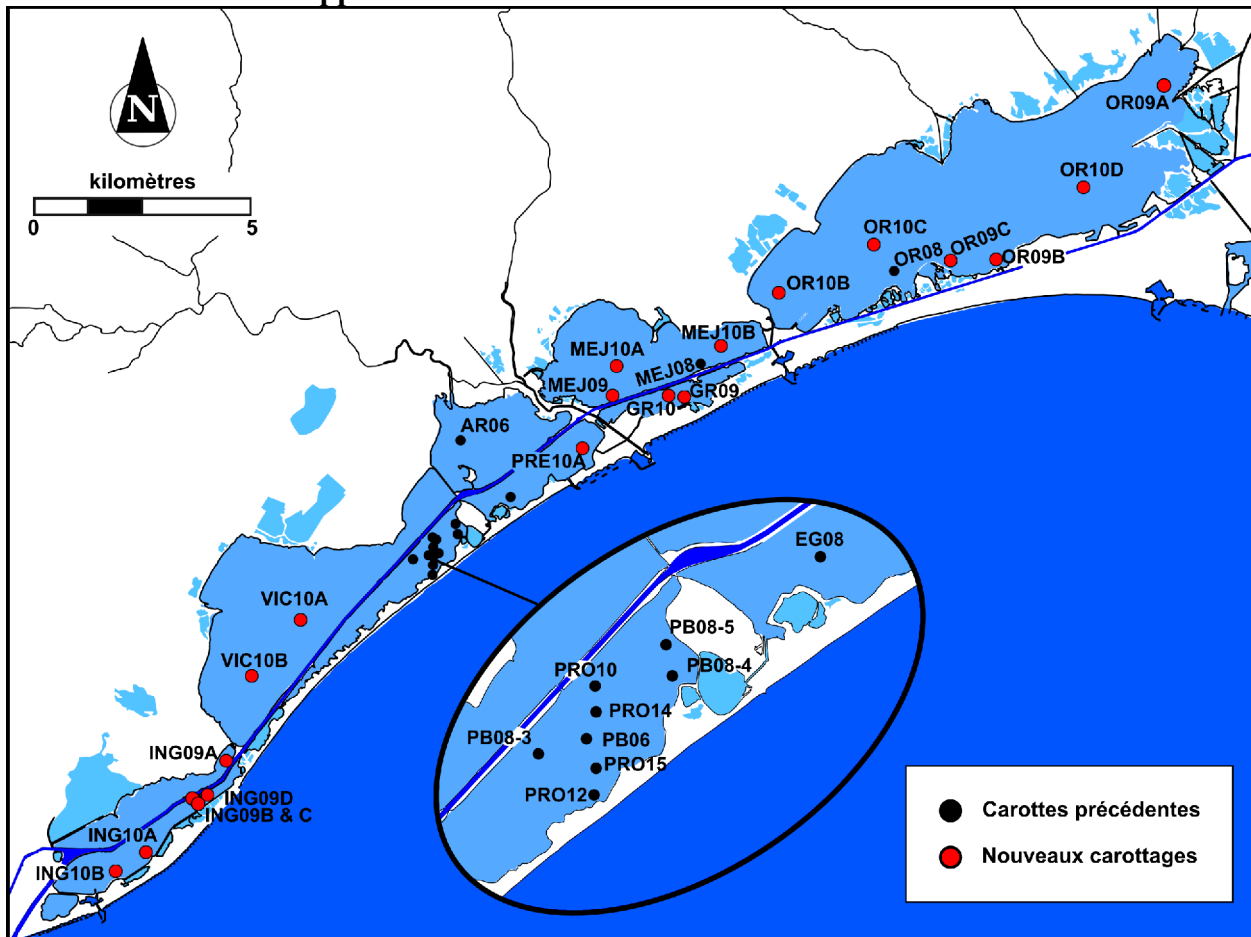 N
kilomètres
0 5
OR09A
OR10D
OR10C
OR08
OR09C
OR09B
OR10B
MEJ10B
MEJ10A
MEJ08
MEJ09
GR10
GR09
AR06
PRE10A
EG08
VIC10A
PB08-5
VIC10B
PRO10
PB08-4
PRO14
PB08-3
PB06
ING09A
PRO15
PRO12
ING09D
ING09B & C
ING10A
ING10B
Carottes précédentes
Nouveaux carottages